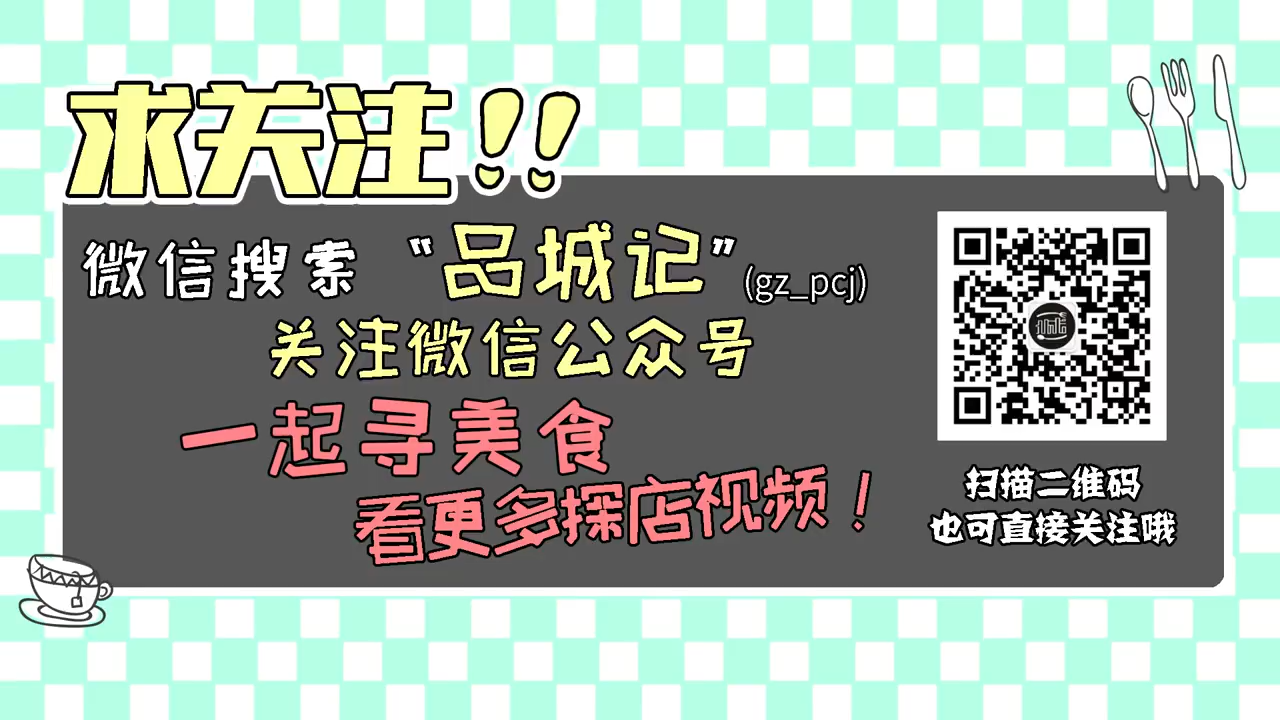 求关注!!
微信搜索“品城记”(gz_pcj)
关注微信公众号
一起寻美食
看更多探店视频！
扫描二维码
也可直接关注哦